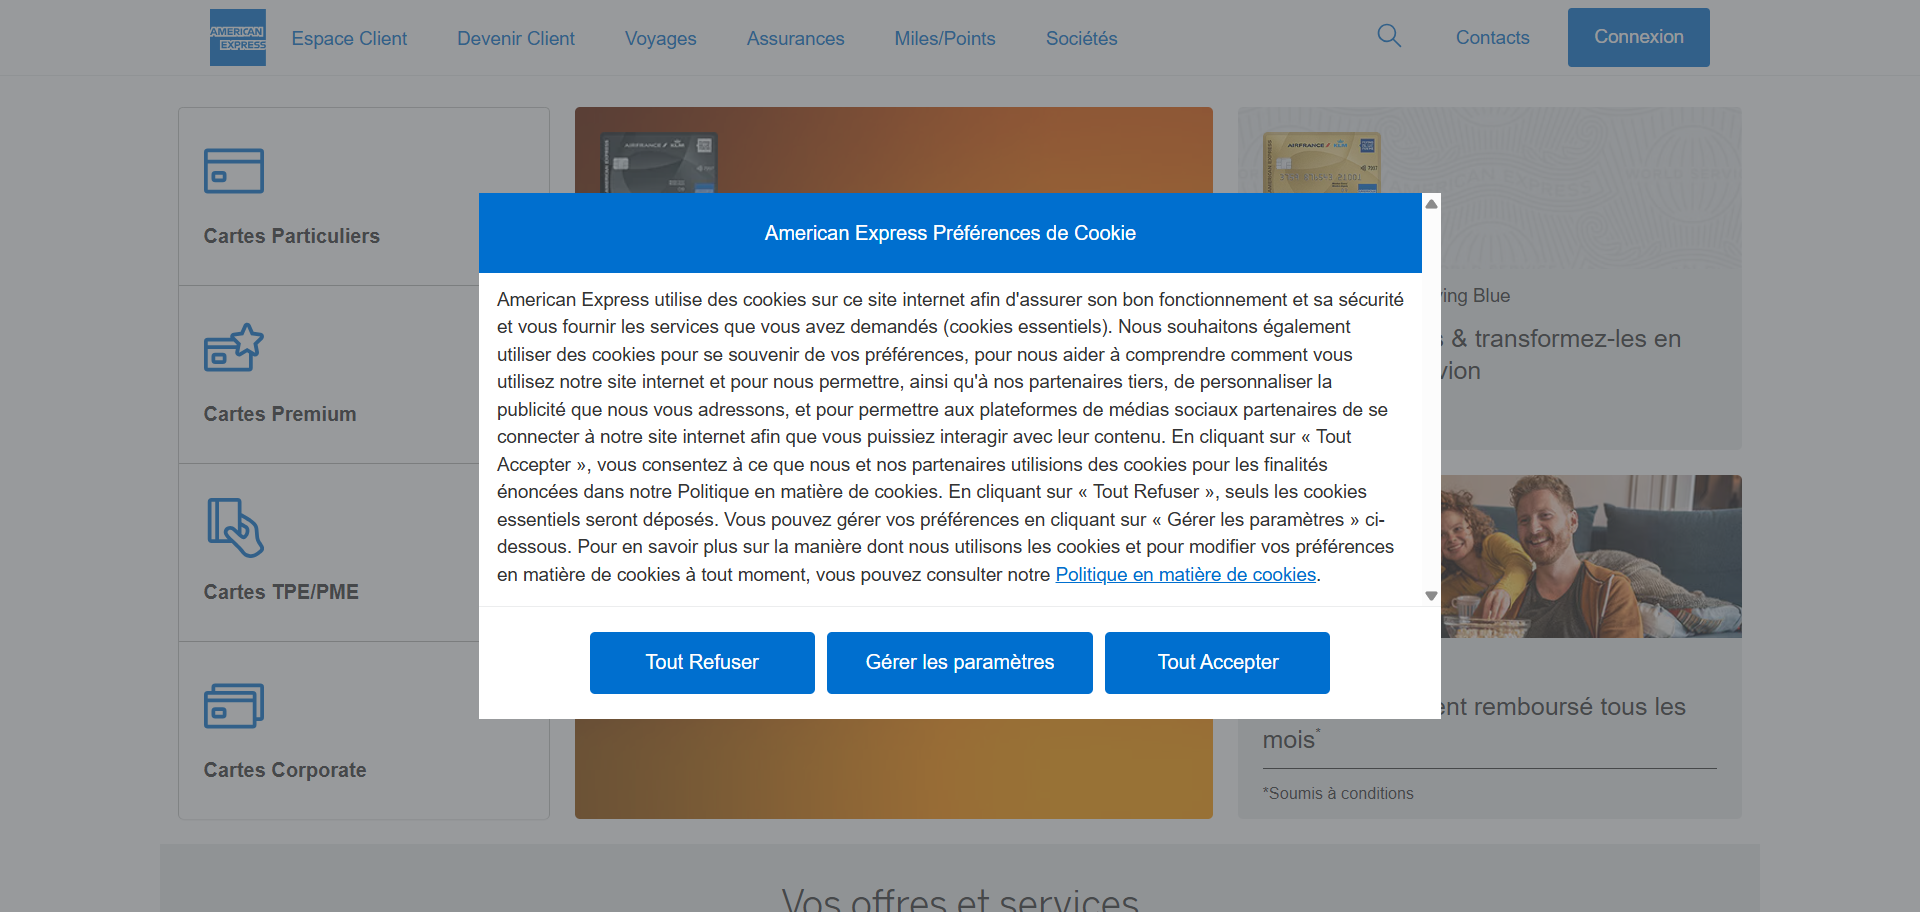 AMERICAN
EXPRESS
Espace Client
Devenir Client
Voyages
Assurances
Miles/Points
Sociétés
Contacts
Connexion
Cartes Particuliers
Cartes Premium
Cartes TPE/PME
Cartes Corporate
AIRFRANCE KLM
AIRFRANCE KLM
American Express Préférences de Cookie
American Express utilise des cookies sur ce site internet afin d'assurer son bon fonctionnement et sa sécurité
et vous fournir les services que vous avez demandés (cookies essentiels). Nous souhaitons également
utiliser des cookies pour se souvenir de vos préférences, pour nous aider à comprendre comment vous
utilisez notre site internet et pour nous permettre, ainsi qu'à nos partenaires tiers, de personnaliser la
publicité que nous vous adressons, et pour permettre aux plateformes de médias sociaux partenaires de se
connecter à notre site internet afin que vous puissiez interagir avec leur contenu. En cliquant sur « Tout
Accepter », vous consentez à ce que nous et nos partenaires utilisions des cookies pour les finalités
énoncées dans notre Politique en matière de cookies. En cliquant sur « Tout Refuser », seuls les cookies
essentiels seront déposés. Vous pouvez gérer vos préférences en cliquant sur « Gérer les paramètres » ci-
dessous. Pour en savoir plus sur la manière dont nous utilisons les cookies et pour modifier vos préférences
en matière de cookies à tout moment, vous pouvez consulter notre Politique en matière de cookies.
Tout Refuser
Gérer les paramètres
Tout Accepter
ing Blue
& transformez-les en
vion
ent remboursé tous les
mois*
*Soumis à conditions
Vos offres et services